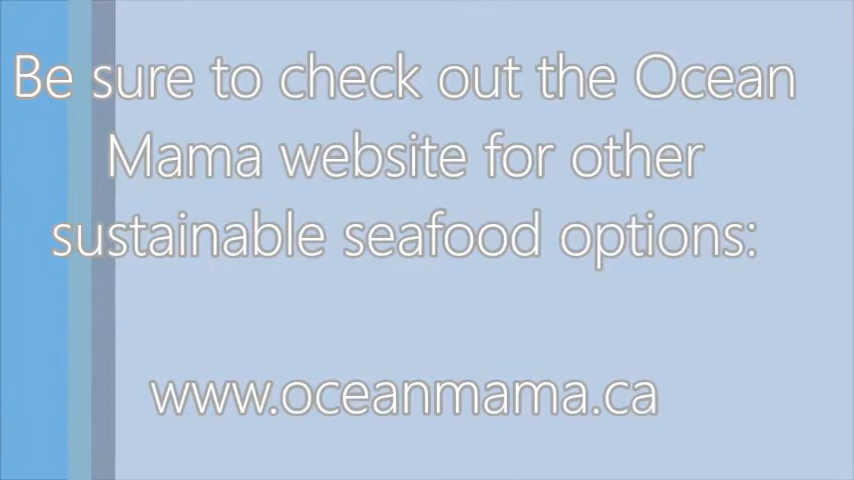 Be sure to check out the Ocean
Mama website for other
sustainable seafood options:
www.oceanmama.ca